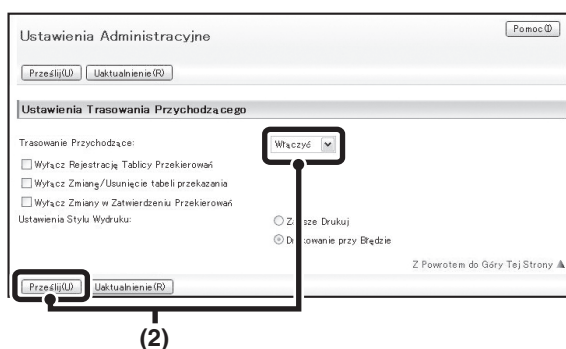 Ustawienia Administracyjne
Pomoc(I)
Prześlij(U) Uaktualnienie(R)
Ustawienia Trasowania Przychodzącego
Trasowanie Przychodzące: Włączyć
Wyłącz Rejestrację Tablicy Przekierowań
Wyłącz Zmianę/Usunięcie tabeli przekazania
Wyłącz Zmiany w Zatwierdzeniu Przekierowań
Ustawienia Stylu Wydruku: Drukuj
przy Błędzie
Z Powrotem do Góry Tej Strony
Prześlij(U) Uaktualnienie(R)
(2)